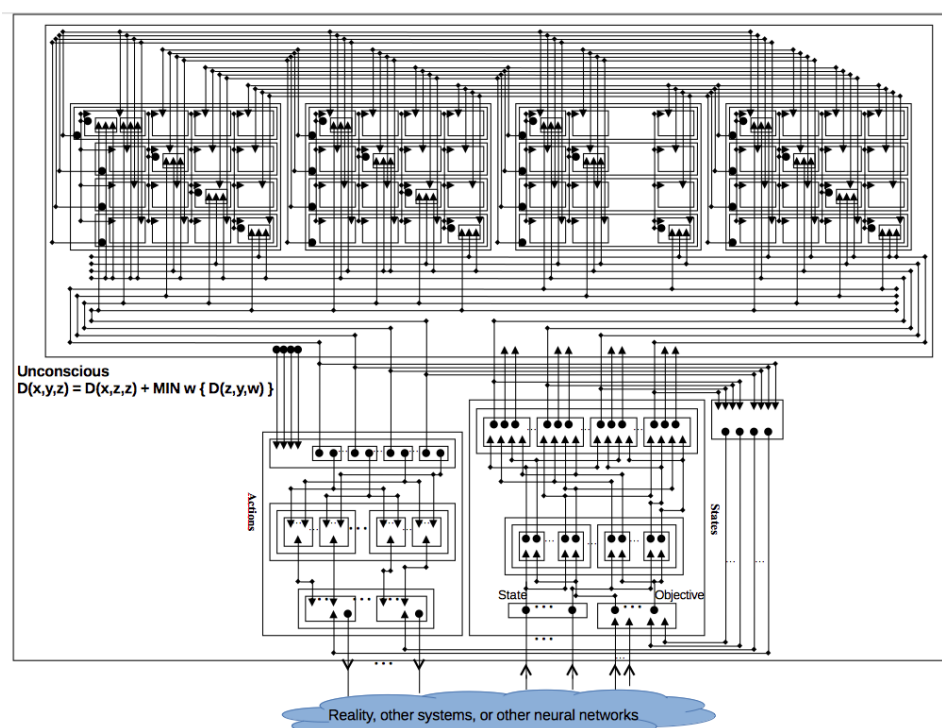 Unconscious
D(x,y,z) = D(x,z,z) + MIN w { D(z,y,w) }
Actions
States
State
Objective
Reality, other systems, or other neural networks